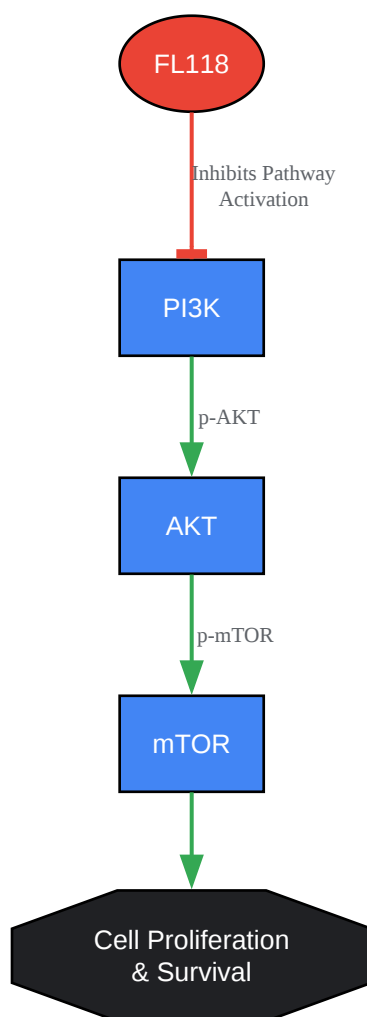 FL118
Inhibits Pathway
Activation
PI3K
p-AKT
AKT
p-mTOR
mTOR
Cell Proliferation
& Survival